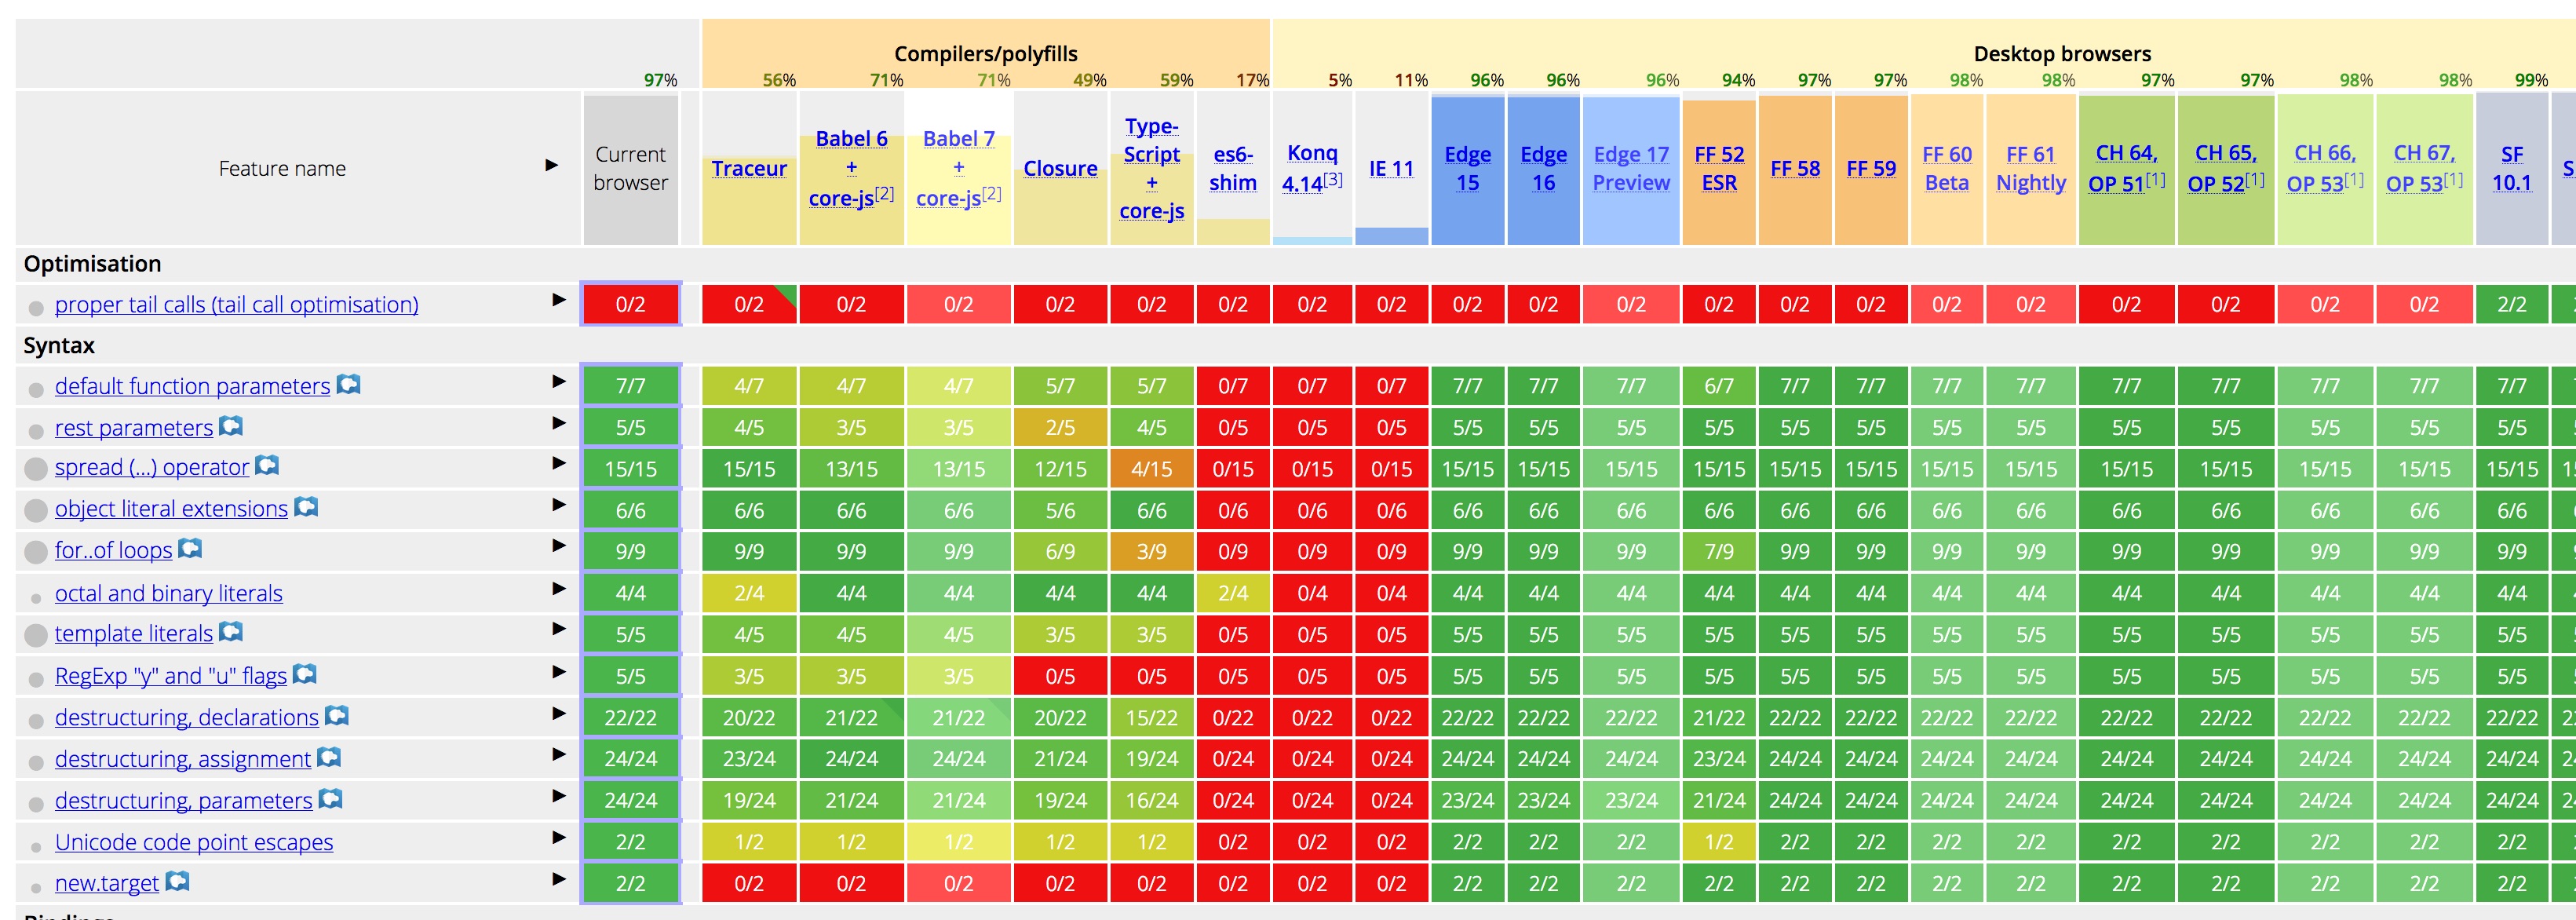 Compilers/polyfills Desktop browsers
97% 56% 71% 71% 49% 59% 17% 5% 11% 96% 96% 96% 94% 97% 97% 98% 98% 97% 97% 98% 98% 99%
Feature name ▶ Current browser Traceur Babel 6 + core-js[2] Babel 7 + core-js[2] Closure Type-Script + core-js es6-shim Konq 4.14[3] IE 11 Edge 15 Edge 16 Edge 17 Preview FF 52 ESR FF 58 FF 59 FF 60 Beta FF 61 Nightly CH 64, OP 51[1] CH 65, OP 52[1] CH 66, OP 53[1] CH 67, OP 53[1] SF 10.1
Optimisation
proper tail calls (tail call optimisation) ▶ 0/2 0/2 0/2 0/2 0/2 0/2 0/2 0/2 0/2 0/2 0/2 0/2 0/2 0/2 0/2 0/2 0/2 0/2 0/2 0/2 0/2 2/2
Syntax
default function parameters ▶ 7/7 4/7 4/7 4/7 5/7 5/7 0/7 0/7 0/7 7/7 7/7 7/7 6/7 7/7 7/7 7/7 7/7 7/7 7/7 7/7 7/7 7/7
rest parameters ▶ 5/5 4/5 3/5 3/5 2/5 4/5 0/5 0/5 0/5 5/5 5/5 5/5 5/5 5/5 5/5 5/5 5/5 5/5 5/5 5/5 5/5 5/5
spread (...) operator ▶ 15/15 15/15 13/15 13/15 12/15 4/15 0/15 0/15 0/15 15/15 15/15 15/15 15/15 15/15 15/15 15/15 15/15 15/15 15/15 15/15 15/15 15/15
object literal extensions ▶ 6/6 6/6 6/6 6/6 5/6 6/6 0/6 0/6 0/6 6/6 6/6 6/6 6/6 6/6 6/6 6/6 6/6 6/6 6/6 6/6 6/6 6/6
for..of loops ▶ 9/9 9/9 9/9 9/9 6/9 3/9 0/9 0/9 0/9 9/9 9/9 9/9 7/9 9/9 9/9 9/9 9/9 9/9 9/9 9/9 9/9 9/9
octal and binary literals ▶ 4/4 2/4 4/4 4/4 4/4 4/4 2/4 0/4 0/4 4/4 4/4 4/4 4/4 4/4 4/4 4/4 4/4 4/4 4/4 4/4 4/4 4/4
template literals ▶ 5/5 4/5 4/5 4/5 3/5 3/5 0/5 0/5 0/5 5/5 5/5 5/5 5/5 5/5 5/5 5/5 5/5 5/5 5/5 5/5 5/5 5/5
RegExp "y" and "u" flags ▶ 5/5 3/5 3/5 3/5 0/5 0/5 0/5 0/5 0/5 5/5 5/5 5/5 5/5 5/5 5/5 5/5 5/5 5/5 5/5 5/5 5/5 5/5
destructuring, declarations ▶ 22/22 20/22 21/22 21/22 20/22 15/22 0/22 0/22 0/22 22/22 22/22 22/22 21/22 22/22 22/22 22/22 22/22 22/22 22/22 22/22 22/22 22/22
destructuring, assignment ▶ 24/24 23/24 24/24 24/24 21/24 19/24 0/24 0/24 0/24 24/24 24/24 24/24 23/24 24/24 24/24 24/24 24/24 24/24 24/24 24/24 24/24 24/24
destructuring, parameters ▶ 24/24 19/24 21/24 21/24 19/24 16/24 0/24 0/24 0/24 23/24 23/24 23/24 21/24 24/24 24/24 24/24 24/24 24/24 24/24 24/24 24/24 24/24
Unicode code point escapes ▶ 2/2 1/2 1/2 1/2 1/2 1/2 0/2 0/2 0/2 2/2 2/2 2/2 1/2 2/2 2/2 2/2 2/2 2/2 2/2 2/2 2/2 2/2
new.target ▶ 2/2 0/2 0/2 0/2 0/2 0/2 0/2 0/2 0/2 2/2 2/2 2/2 2/2 2/2 2/2 2/2 2/2 2/2 2/2 2/2 2/2 2/2